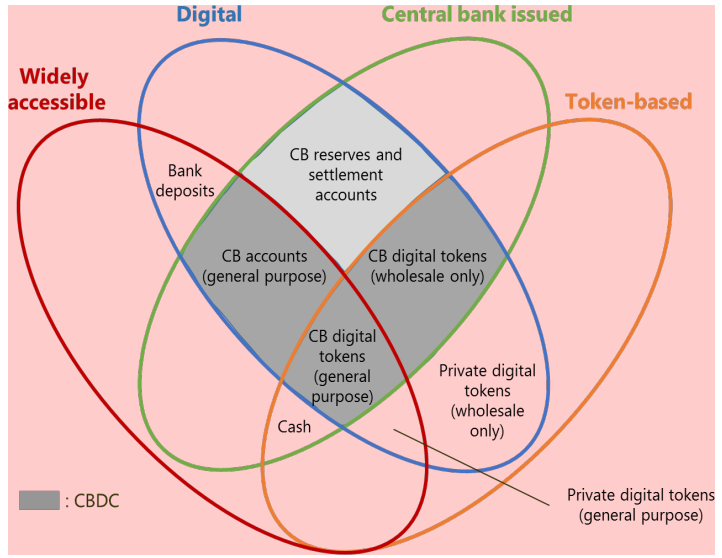 Digital
Central bank issued
Widely
accessible
Token-based
Bank
deposits
CB reserves and
settlement
accounts
CB accounts
(general purpose)
CB digital tokens
(wholesale only)
CB digital
tokens
(general
purpose)
Private digital
tokens
(wholesale
only)
Cash
: CBDC
Private digital tokens
(general purpose)